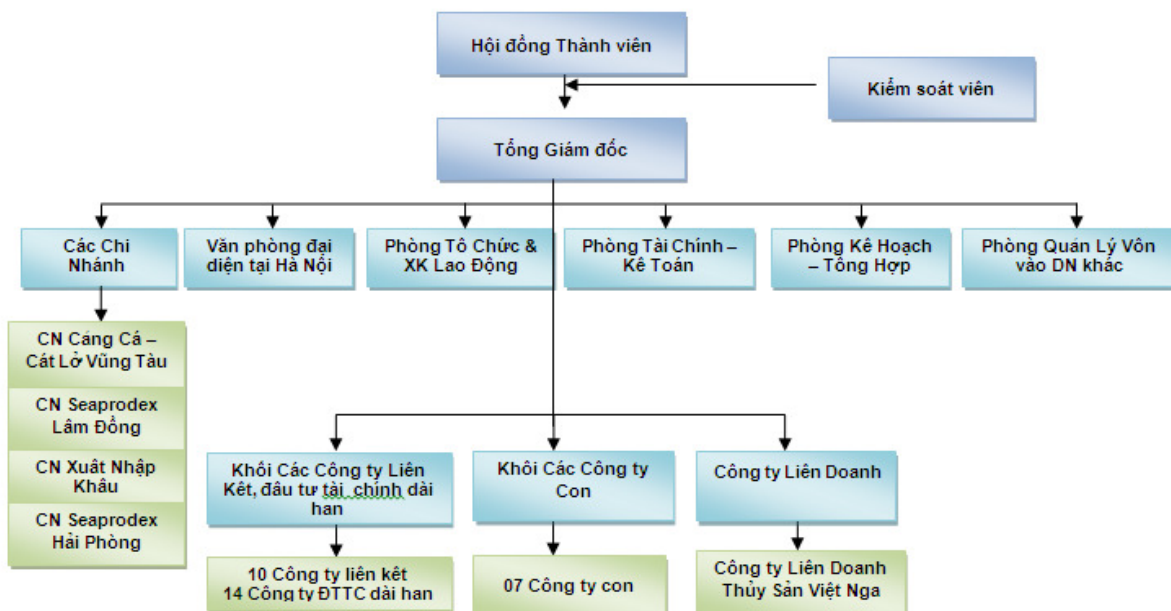 Hội đồng Thành viên
Kiểm soát viên
Tổng Giám đốc
Các Chi
Nhánh
Văn phòng đại
diện tại Hà Nội
Phòng Tổ Chức &
XK Lao Động
Phòng Tài Chính –
Kế Toán
Phòng Kế Hoạch
– Tổng Hợp
Phòng Quản Lý Vốn
vào DN khác
CN Cảng Cá –
Cát Lở Vũng Tàu
CN Seaprodex
Lâm Đồng
CN Xuất Nhập
Khẩu
CN Seaprodex
Hải Phòng
Khối Các Công ty Liên
Kết, đầu tư tài chính dài
hạn
Khối Các Công ty
Con
Công ty Liên Doanh
10 Công ty liên kết
14 Công ty ĐTTC dài hạn
07 Công ty con
Công ty Liên Doanh
Thủy Sản Việt Nga